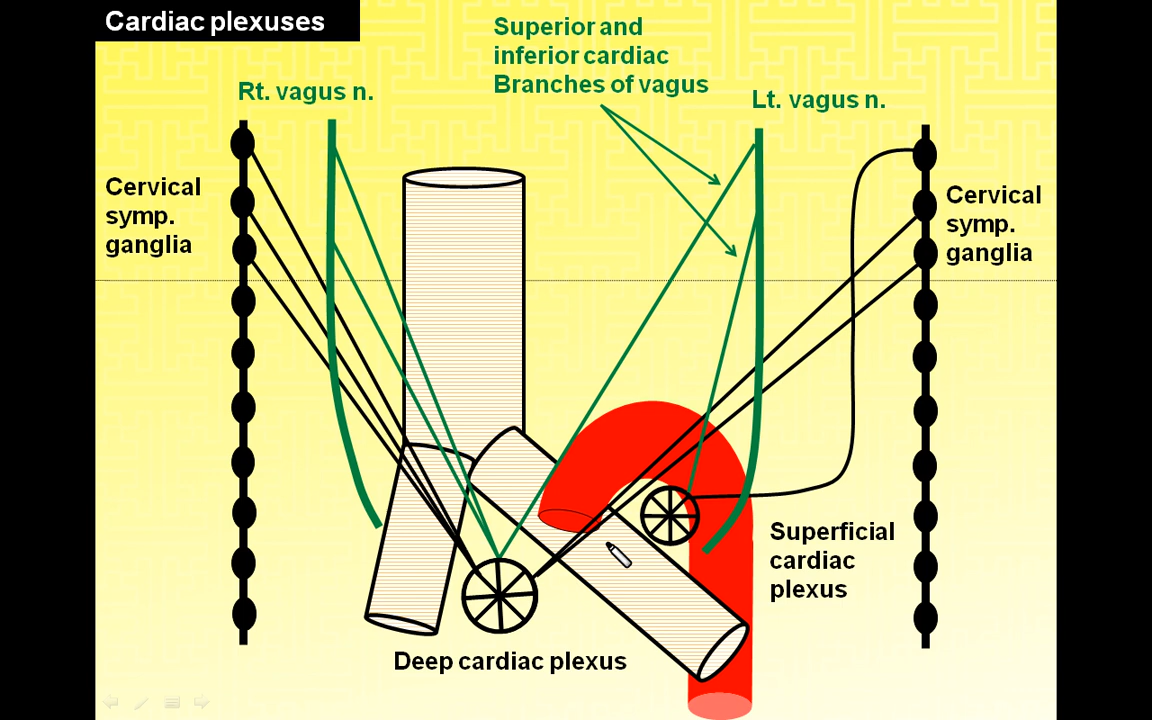 Cardiac plexuses
Superior and
inferior cardiac
Branches of vagus
Rt. vagus n.
Lt. vagus n.
Cervical
symp.
ganglia
Cervical
symp.
ganglia
Superficial
cardiac
plexus
Deep cardiac plexus